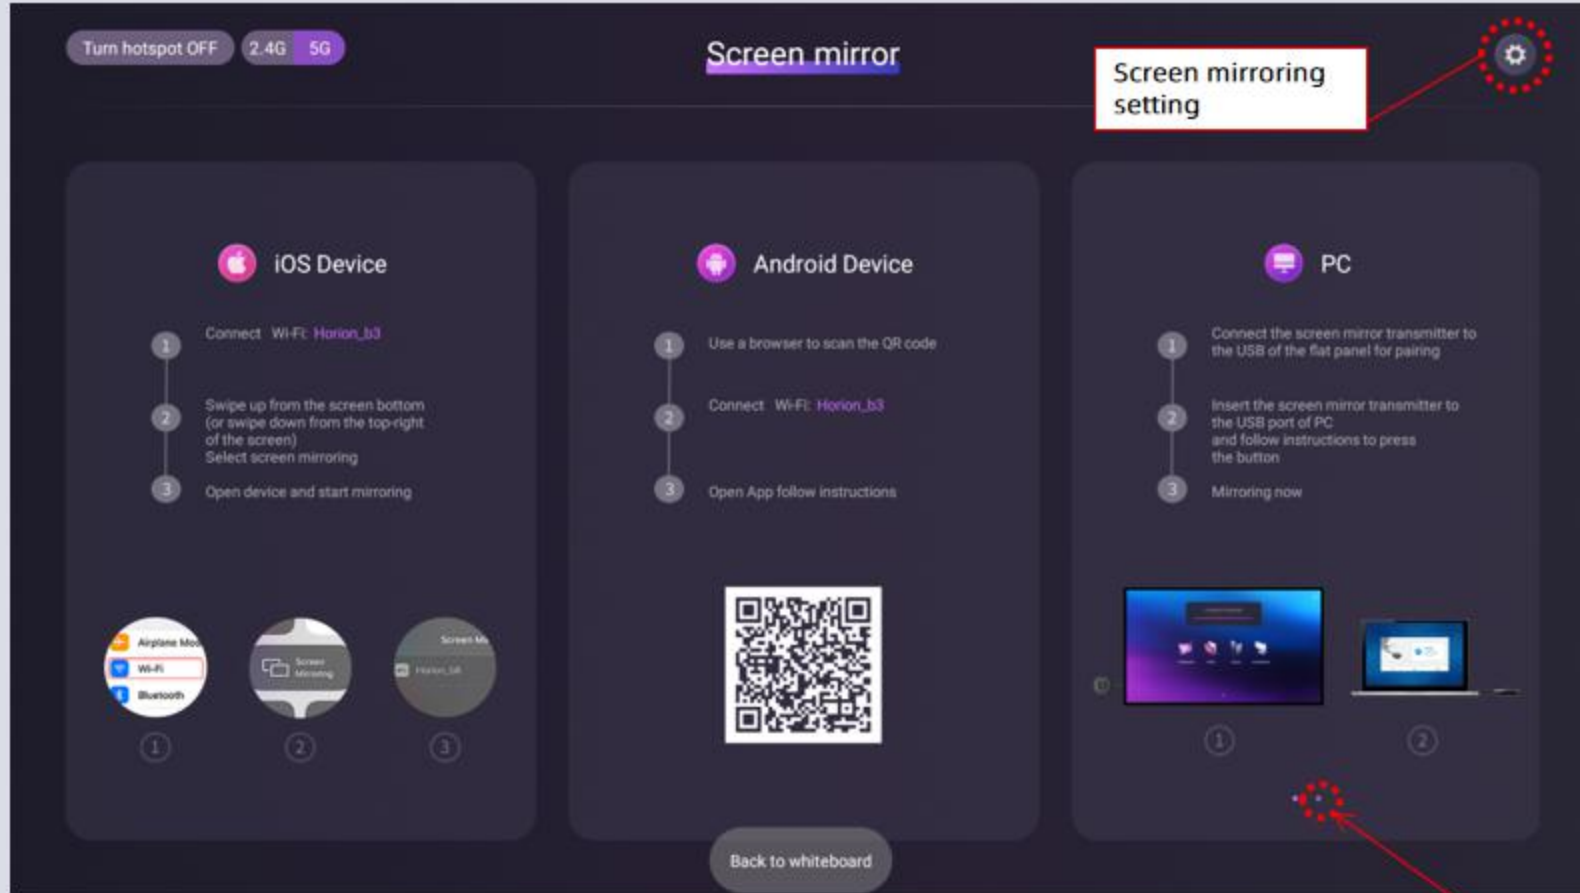 Turn hotspot OFF
2.4G 5G
Screen mirror
Screen mirroring
setting
iOS Device
1
Connect Wi-Fi: Horion_b3
2
Swipe up from the screen bottom
(or swipe down from the top-right
of the screen)
Select screen mirroring
3
Open device and start mirroring
Airplane Mo
Wi-Fi
Bluetooth
Screen
Mirroring
Screen Mi
1
2
3
Android Device
1
Use a browser to scan the QR code
2
Connect Wi-Fi: Horion_b3
3
Open App follow instructions
PC
1
Connect the screen mirror transmitter to
the USB of the flat panel for pairing
2
Insert the screen mirror transmitter to
the USB port of PC
and follow instructions to press
the button
3
Mirroring now
1
2
Back to whiteboard